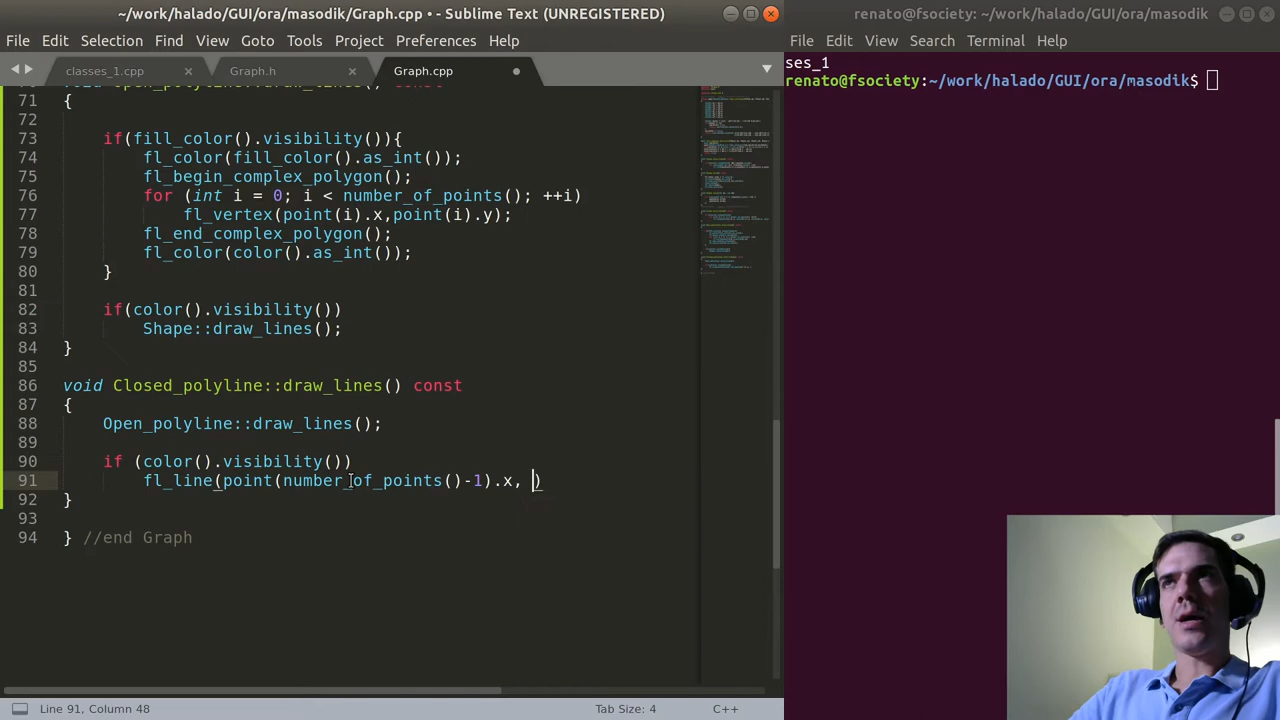 ~/work/halado/GUI/ora/masodik/Graph.cpp • - Sublime Text (UNREGISTERED)
File Edit Selection Find View Goto Tools Project Preferences Help
classes_1.cpp × Graph.h × Graph.cpp
void Open_polyline::draw_lines() const
71 {
72
73 if(fill_color().visibility()){
74 fl_color(fill_color().as_int());
75 fl_begin_complex_polygon();
76 for (int i = 0; i < number_of_points(); ++i)
77 fl_vertex(point(i).x,point(i).y);
78 fl_end_complex_polygon();
79 fl_color(color().as_int());
80 }
81
82 if(color().visibility())
83 Shape::draw_lines();
84 }
85
86 void Closed_polyline::draw_lines() const
87 {
88 Open_polyline::draw_lines();
89
90 if (color().visibility())
91 fl_line(point(number_of_points()-1).x, )
92 }
93
94 } //end Graph
Line 91, Column 48 Tab Size: 4 C++
renato@fsociety: ~/work/halado/GUI/ora/masodik
File Edit View Search Terminal Help
ses_1
renato@fsociety:~/work/halado/GUI/ora/masodik$